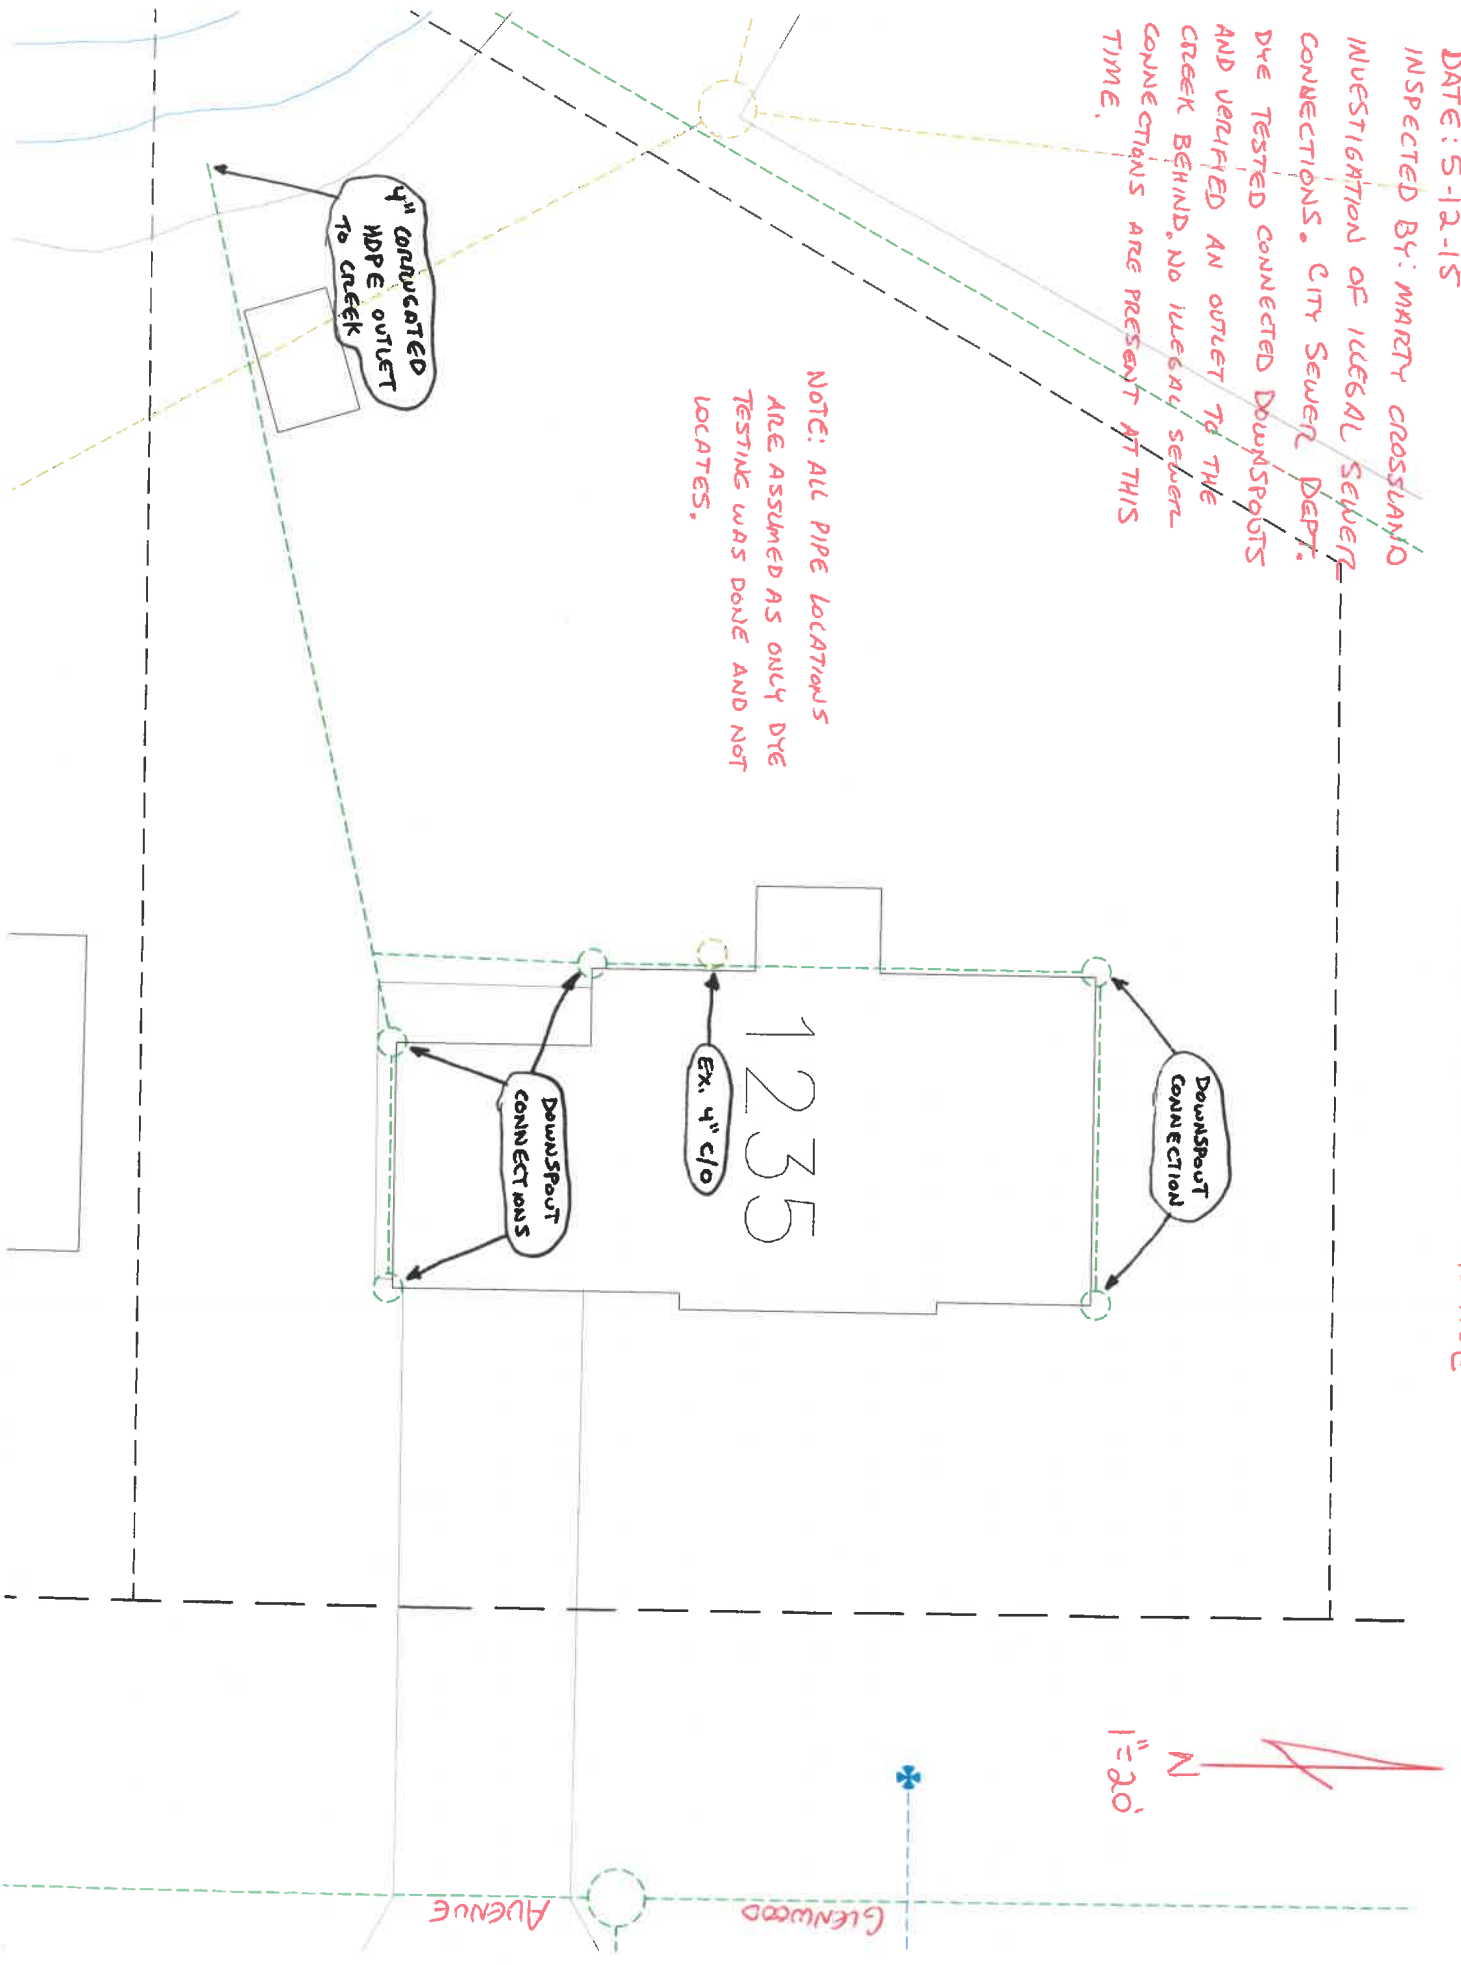 DATE: 5-12-15
INSPECTED BY: MARTY CROSSLAND
INVESTIGATION OF ILLEGAL SEWER
CONNECTIONS. CITY SEWER DEPT.
DYE TESTED CONNECTED DOWNSPOUTS
AND VERIFIED AN OUTLET TO THE
CREEK BEHIND. NO ILLEGAL SEWER
CONNECTIONS ARE PRESENT AT THIS
TIME.
NOTE: ALL PIPE LOCATIONS
ARE ASSUMED AS ONLY DYE
TESTING WAS DONE AND NOT
LOCATES.
4" CORRUGATED
HDPE OUTLET
TO CREEK
DOWNSPOUT
CONNECTION
1235
EX. 4" C/O
DOWNSPOUT
CONNECTIONS
N
1"=20'
GLENWOOD
AVENUE